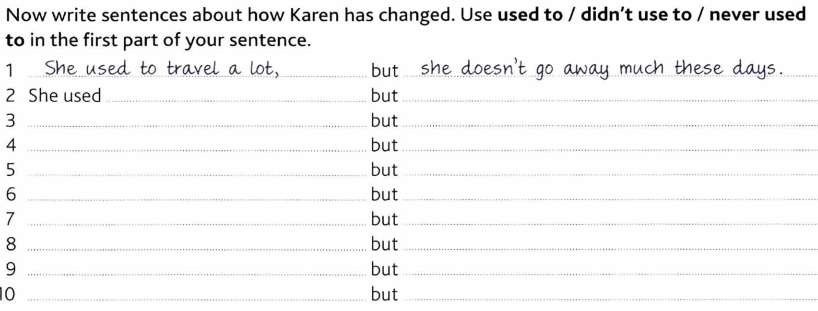 Now write sentences about how Karen has changed. Use used to / didn't use to / never used
to in the first part of your sentence.
1 She used to travel a lot, but she doesn't go away much these days.
2 She used but
3 but
4 but
5 but
6 but
7 but
8 but
9 but
10 but